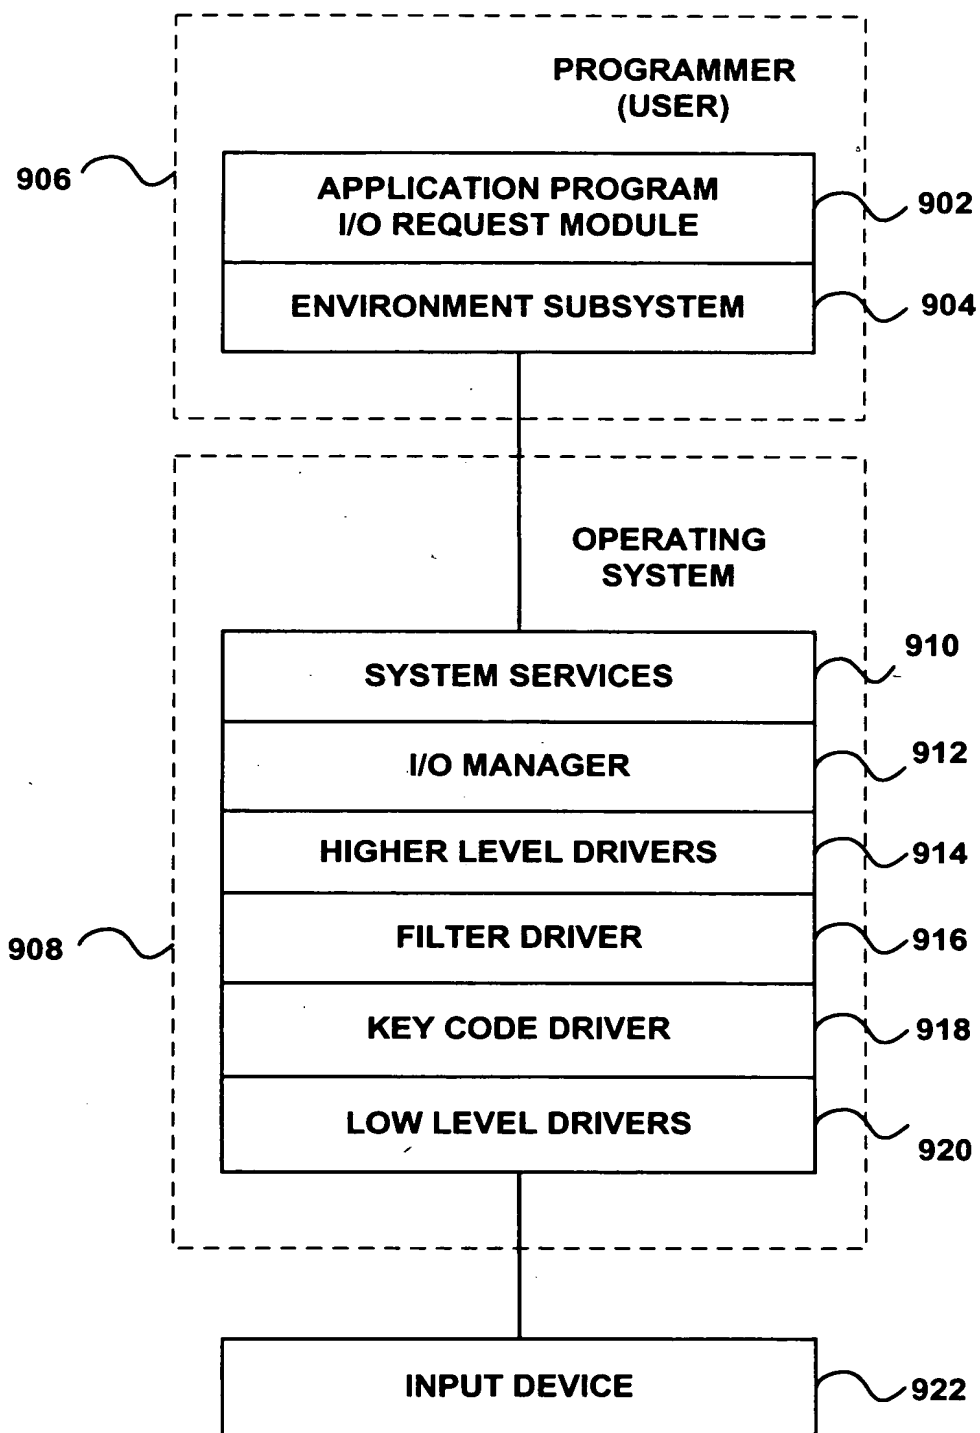 PROGRAMMER
(USER)
906
APPLICATION PROGRAM
I/O REQUEST MODULE
902
ENVIRONMENT SUBSYSTEM
904
OPERATING
SYSTEM
SYSTEM SERVICES
910
I/O MANAGER
912
HIGHER LEVEL DRIVERS
914
FILTER DRIVER
916
908
KEY CODE DRIVER
918
LOW LEVEL DRIVERS
920
INPUT DEVICE
922